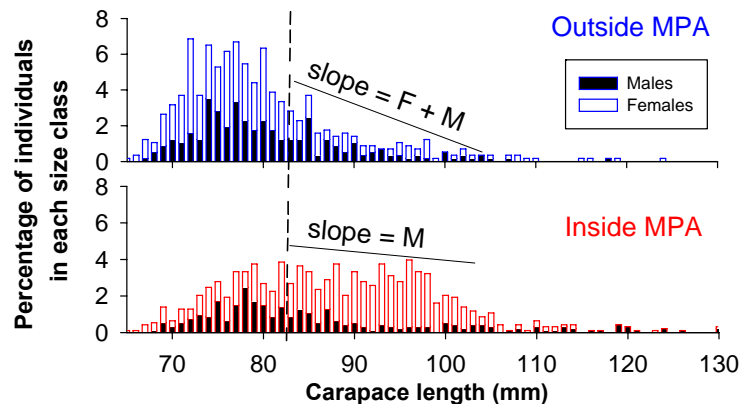 Outside MPA
Males
Females
slope = F + M
8
6
4
2
0
Percentage of individuals
in each size class
Inside MPA
slope = M
8
6
4
2
0
70 80 90 100 110 120 130
Carapace length (mm)